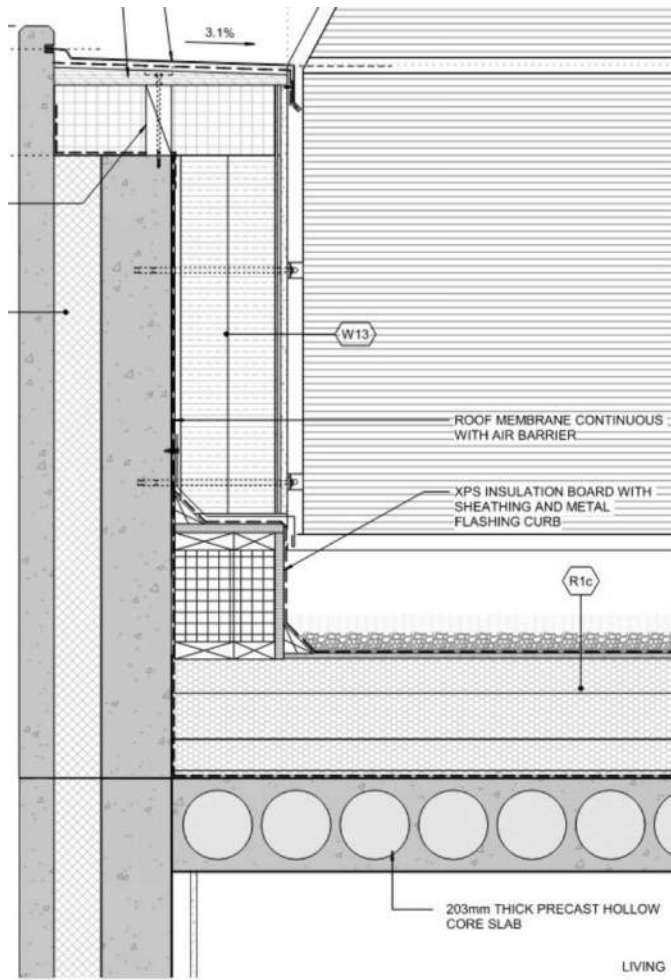 3.1%
W13
ROOF MEMBRANE CONTINUOUS
WITH AIR BARRIER
XPS INSULATION BOARD WITH
SHEATHING AND METAL
FLASHING CURB
R1c
203mm THICK PRECAST HOLLOW
CORE SLAB
LIVING